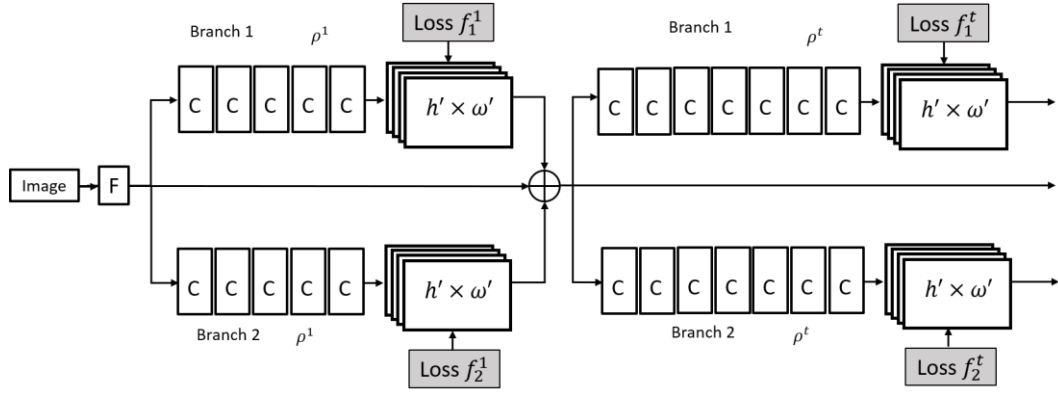 Branch 1 ρ¹ Loss f₁¹
C C C C C h′ × ω′
Branch 1 ρᵗ Loss f₁ᵗ
C C C C C C C h′ × ω′
Image F
C C C C C h′ × ω′
Branch 2 ρ¹ Loss f₂¹
C C C C C C C h′ × ω′
Branch 2 ρᵗ Loss f₂ᵗ